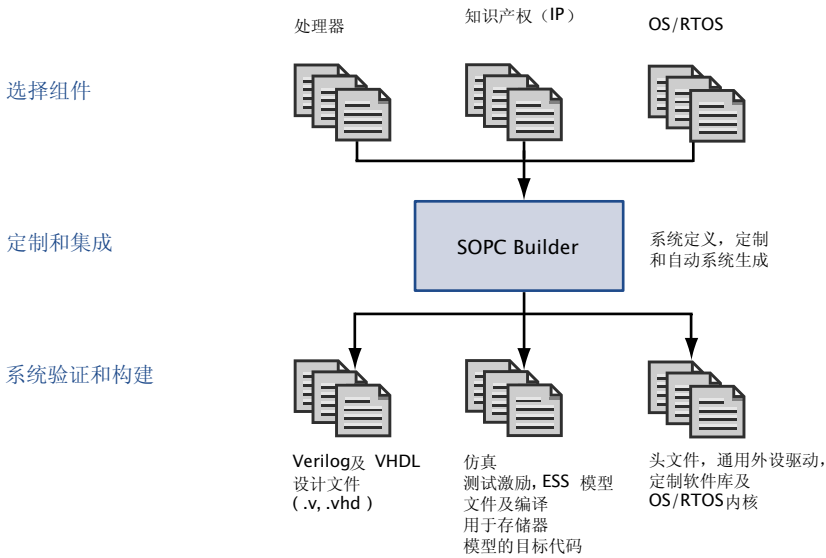 处理器
知识产权（IP）
OS/RTOS
选择组件
定制和集成
SOPC Builder
系统定义，定制
和自动系统生成
系统验证和构建
Verilog及 VHDL
设计文件
( .v, .vhd )
仿真
测试激励, ESS 模型
文件及编译
用于存储器
模型的目标代码
头文件，通用外设驱动，
定制软件库及
OS/RTOS内核